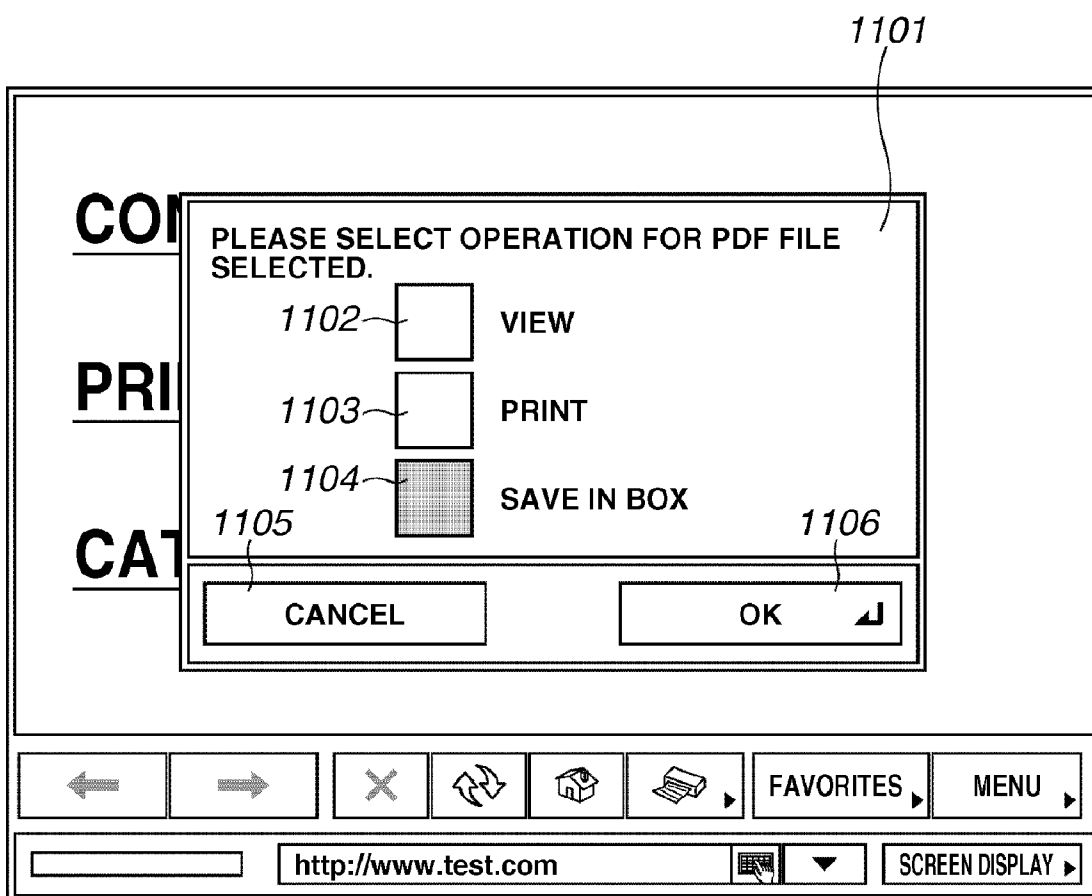 1101
CON
PLEASE SELECT OPERATION FOR PDF FILE
SELECTED.
1102 VIEW
PRI
1103 PRINT
1104 SAVE IN BOX
1105 1106
CAT
CANCEL OK
FAVORITES MENU
http://www.test.com SCREEN DISPLAY